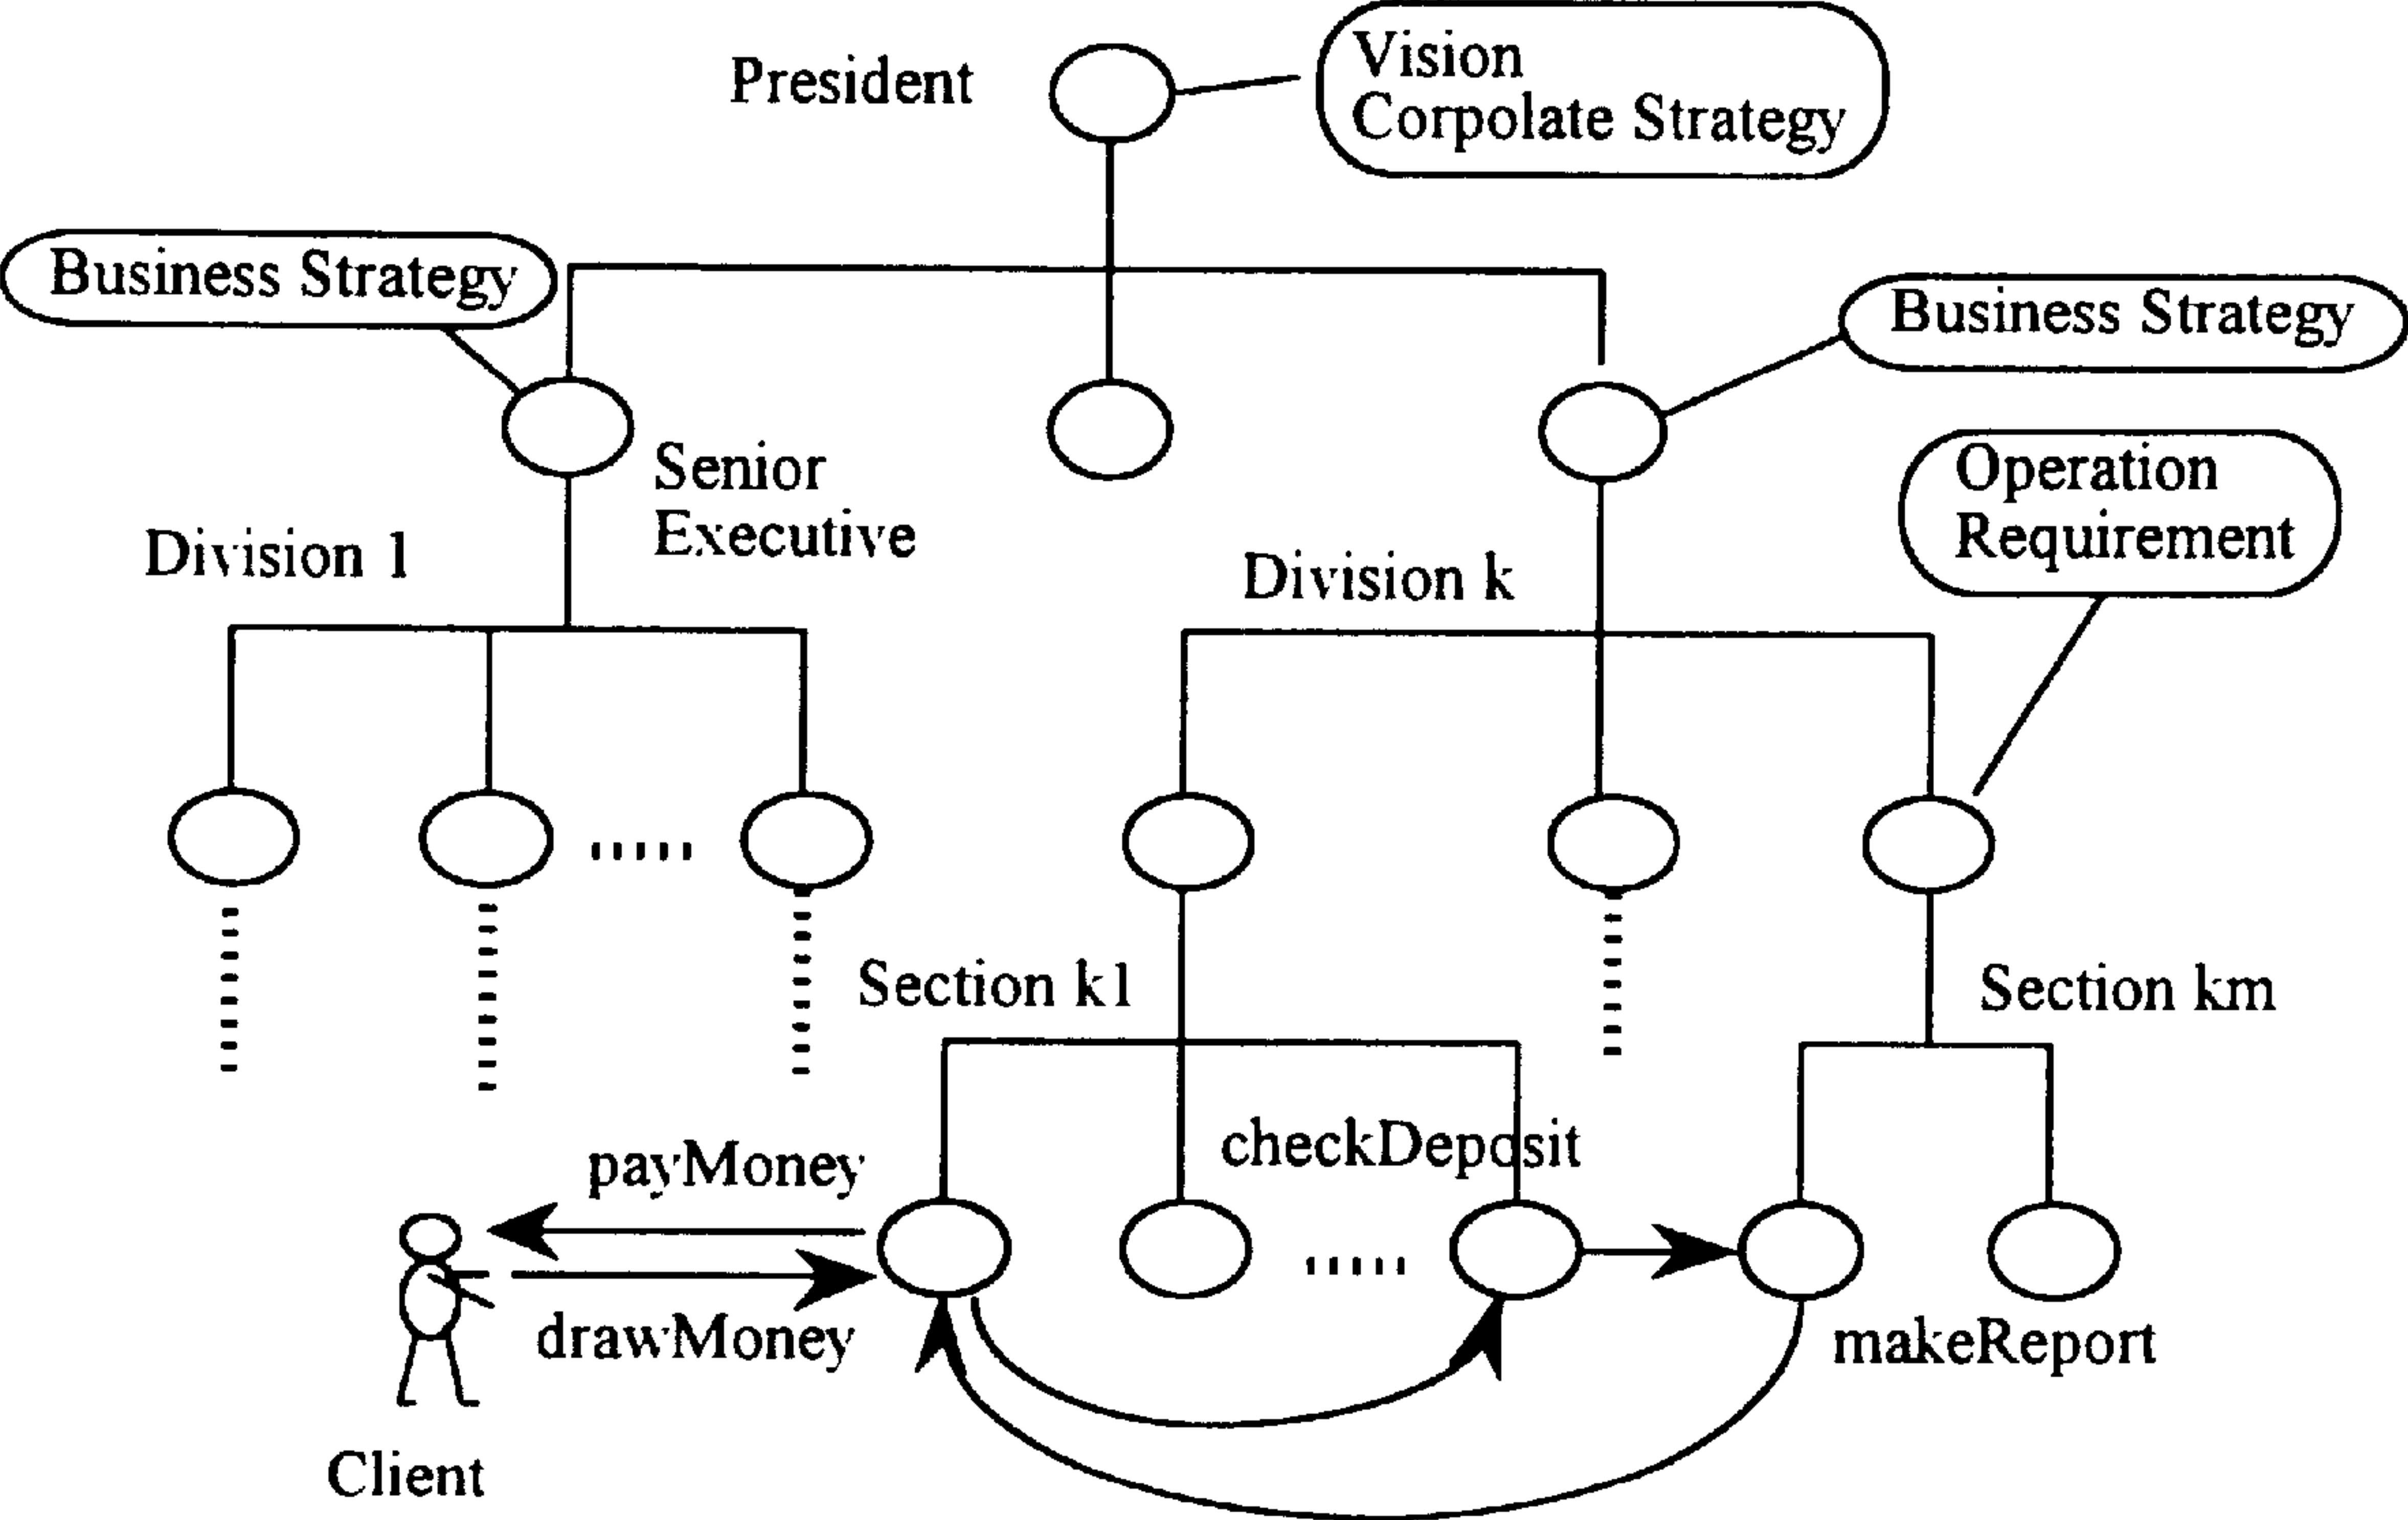 President
Vision
Corpolate Strategy
Business Strategy
Business Strategy
Senior
Executive
Operation
Requirement
Division 1
Division k
Section k1
Section km
checkDeposit
payMoney
drawMoney
makeReport
Client